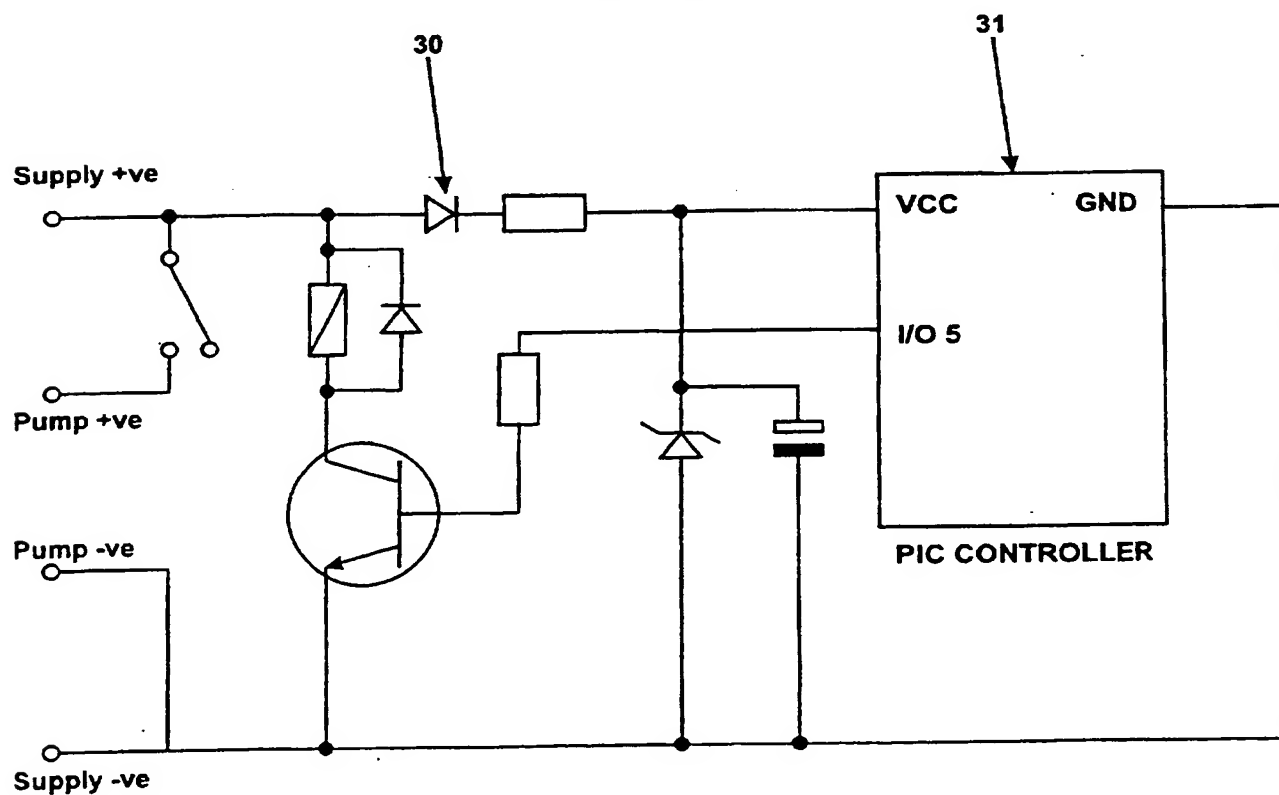 30
31
Supply +ve
VCC
GND
I/O 5
Pump +ve
Pump -ve
PIC CONTROLLER
Supply -ve